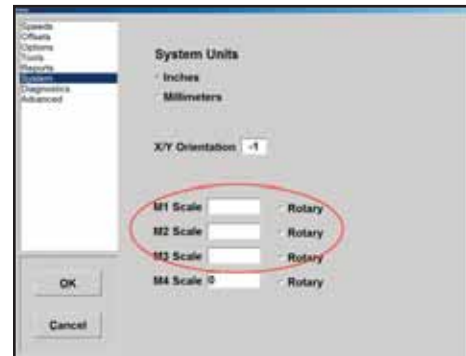 Speeds
Offsets
Options
Tools
Reports
System
Diagnostics
Advanced
System Units
Inches
Millimeters
X/Y Orientation -1
M1 Scale Rotary
M2 Scale Rotary
M3 Scale Rotary
M4 Scale 0 Rotary
OK
Cancel